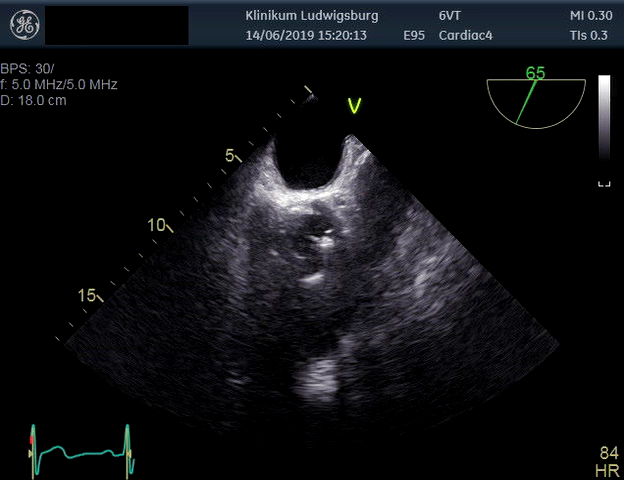 Klinikum Ludwigsburg 6VT MI 0.30
14/06/2019 15:20:13 E95 Cardiac4 TIs 0.3
BPS: 30/
f: 5.0 MHz/5.0 MHz
D: 18.0 cm
65
V
5
10
15
84
HR